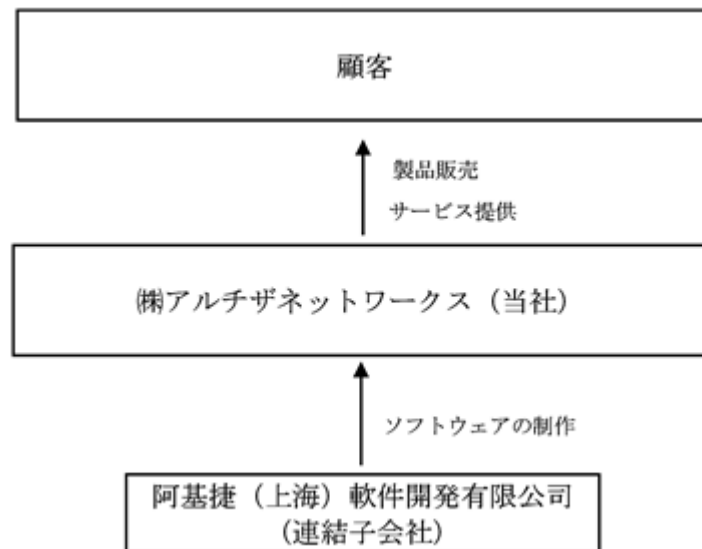 顧客
製品販売
サービス提供
㈱アルチザネットワークス（当社）
ソフトウェアの制作
阿基捷（上海）軟件開発有限公司
（連結子会社）